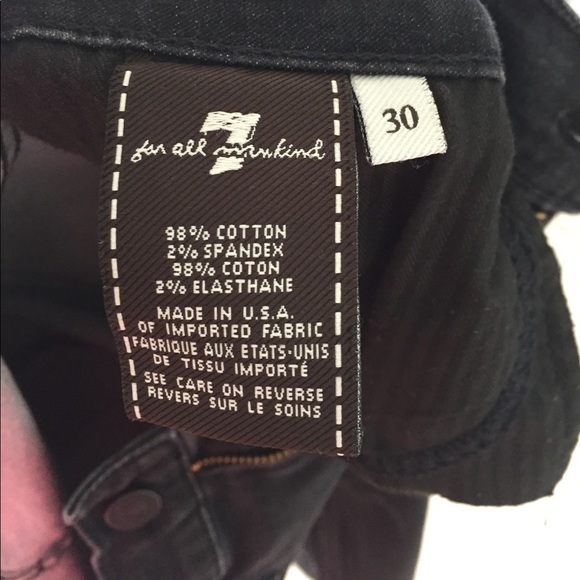 7
for all mankind
30
98% COTTON
2% SPANDEX
98% COTON
2% ELASTHANE
MADE IN U.S.A.
OF IMPORTED FABRIC
FABRIQUE AUX ETATS-UNIS
DE TISSU IMPORTÉ
SEE CARE ON REVERSE
REVERS SUR LE SOINS